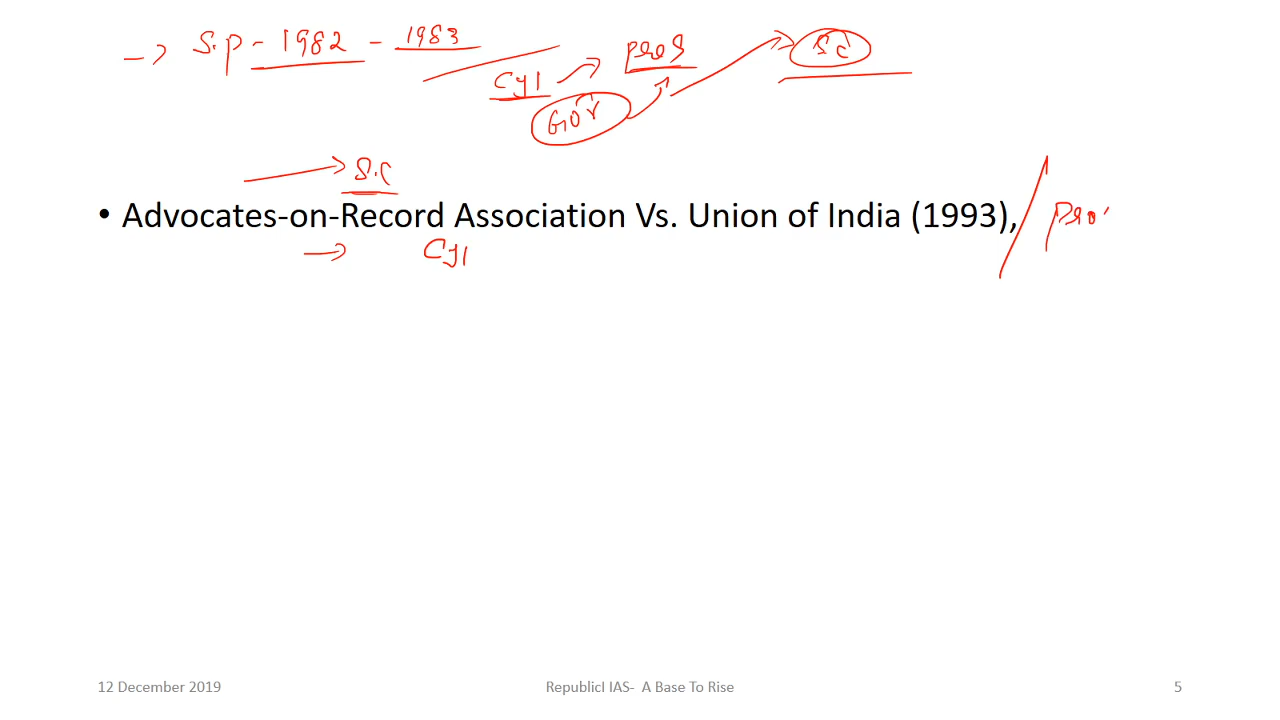 → S.P - 1982 - 1983
Pres
SC
CJI
Gov
S.C
• Advocates-on-Record Association Vs. Union of India (1993),
CJI
12 December 2019
RepublicI IAS- A Base To Rise
5